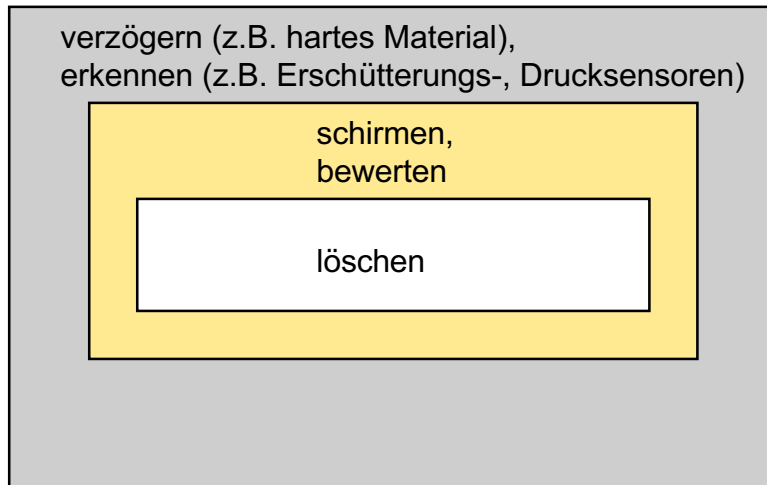 verzögern (z.B. hartes Material),
erkennen (z.B. Erschütterungs-, Drucksensoren)
schirmen,
bewerten
löschen